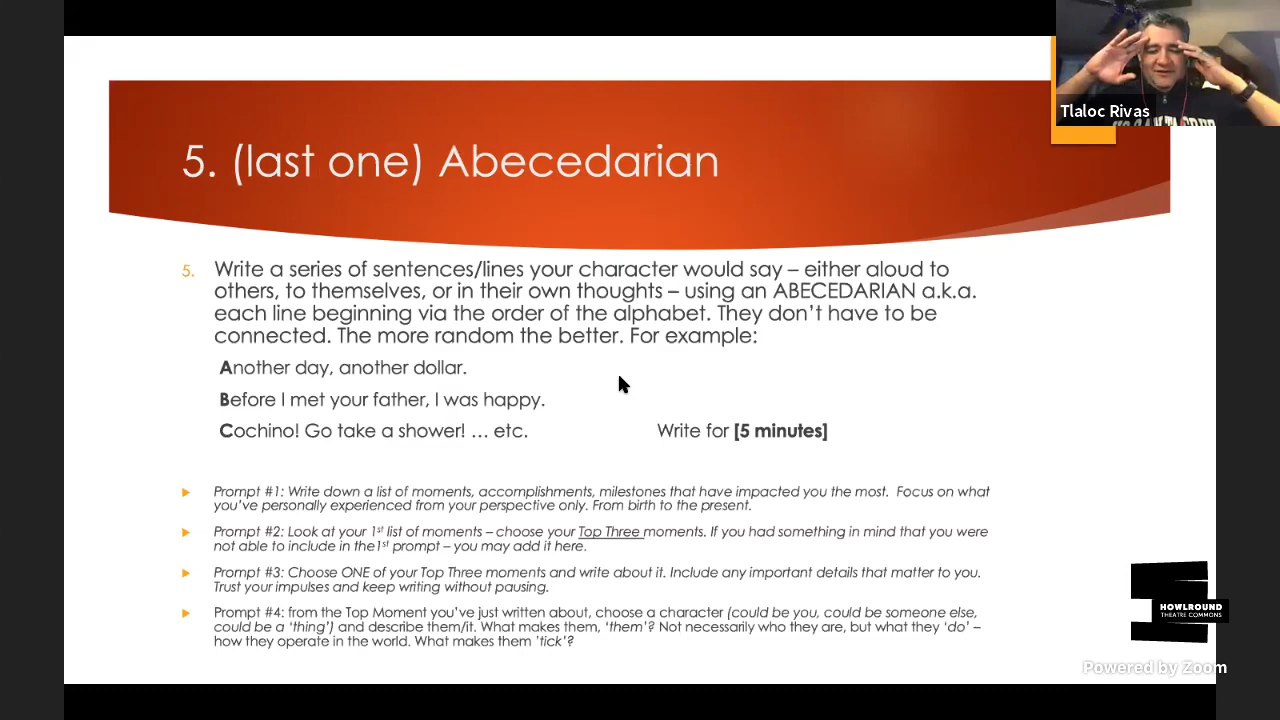 Tlaloc Rivas
5. (last one) Abecedarian
5. Write a series of sentences/lines your character would say – either aloud to
others, to themselves, or in their own thoughts – using an ABECEDARIAN a.k.a.
each line beginning via the order of the alphabet. They don’t have to be
connected. The more random the better. For example:
Another day, another dollar.
Before I met your father, I was happy.
Cochino! Go take a shower! … etc. Write for [5 minutes]
Prompt #1: Write down a list of moments, accomplishments, milestones that have impacted you the most. Focus on what
you’ve personally experienced from your perspective only. From birth to the present.
Prompt #2: Look at your 1st list of moments – choose your Top Three moments. If you had something in mind that you were
not able to include in the1st prompt – you may add it here.
Prompt #3: Choose ONE of your Top Three moments and write about it. Include any important details that matter to you.
Trust your impulses and keep writing without pausing.
Prompt #4: from the Top Moment you’ve just written about, choose a character (could be you, could be someone else,
could be a ‘thing’) and describe them/it. What makes them, ‘them’? Not necessarily who they are, but what they ‘do’ –
how they operate in the world. What makes them ’tick’?
HOWLROUND
THEATRE COMMONS
Powered by Zoom